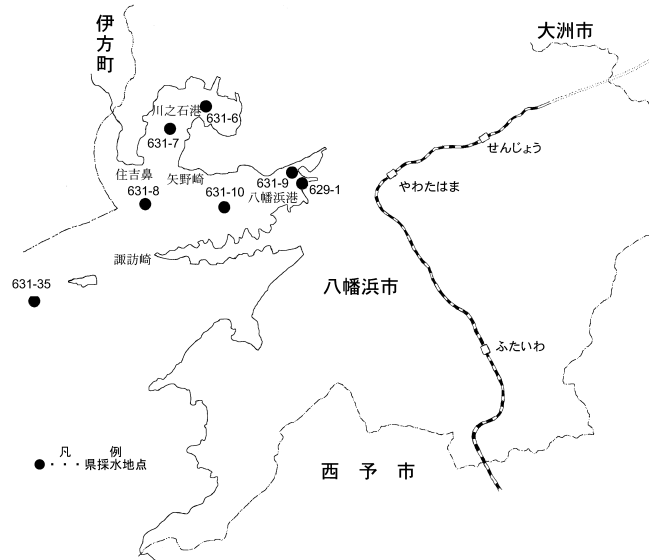 伊方町
大洲市
川之石港
631-6
631-7
せんじょう
住吉鼻
矢野崎
631-9
629-1
やわたはま
631-8
631-10
八幡浜港
諏訪崎
631-35
八幡浜市
ふたいわ
凡 例
●・・・県採水地点
西予市